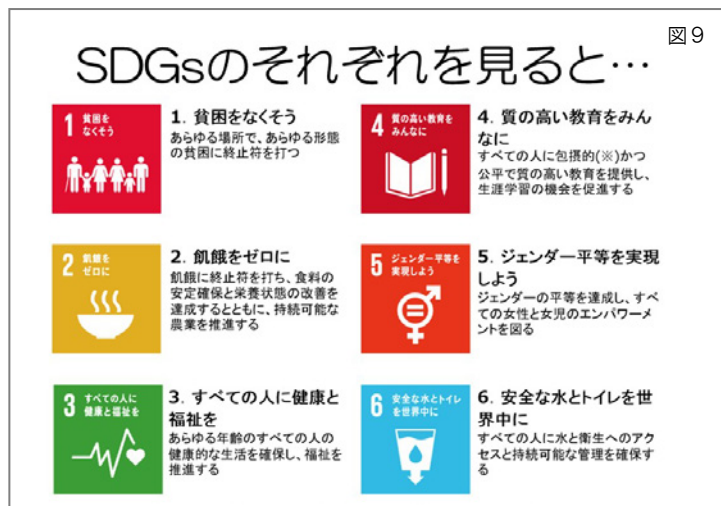 図9
SDGsのそれぞれを見ると…
1 貧困を
なくそう
1. 貧困をなくそう
あらゆる場所で、あらゆる形態
の貧困に終止符を打つ
2 飢餓を
ゼロに
2. 飢餓をゼロに
飢餓に終止符を打ち、食料の
安定確保と栄養状態の改善を
達成するとともに、持続可能な
農業を推進する
3 すべての人に
健康と福祉を
3. すべての人に健康と
福祉を
あらゆる年齢のすべての人の
健康的な生活を確保し、福祉を
推進する
4 質の高い教育を
みんなに
4. 質の高い教育をみん
なに
すべての人に包摂的(※)かつ
公平で質の高い教育を提供し、
生涯学習の機会を促進する
5 ジェンダー平等を
実現しよう
5. ジェンダー平等を実現
しよう
ジェンダーの平等を達成し、すべ
ての女性と女児のエンパワーメ
ントを図る
6 安全な水とトイレ
を世界中に
6. 安全な水とトイレを世
界中に
すべての人に水と衛生へのアク
セスと持続可能な管理を確保す
る